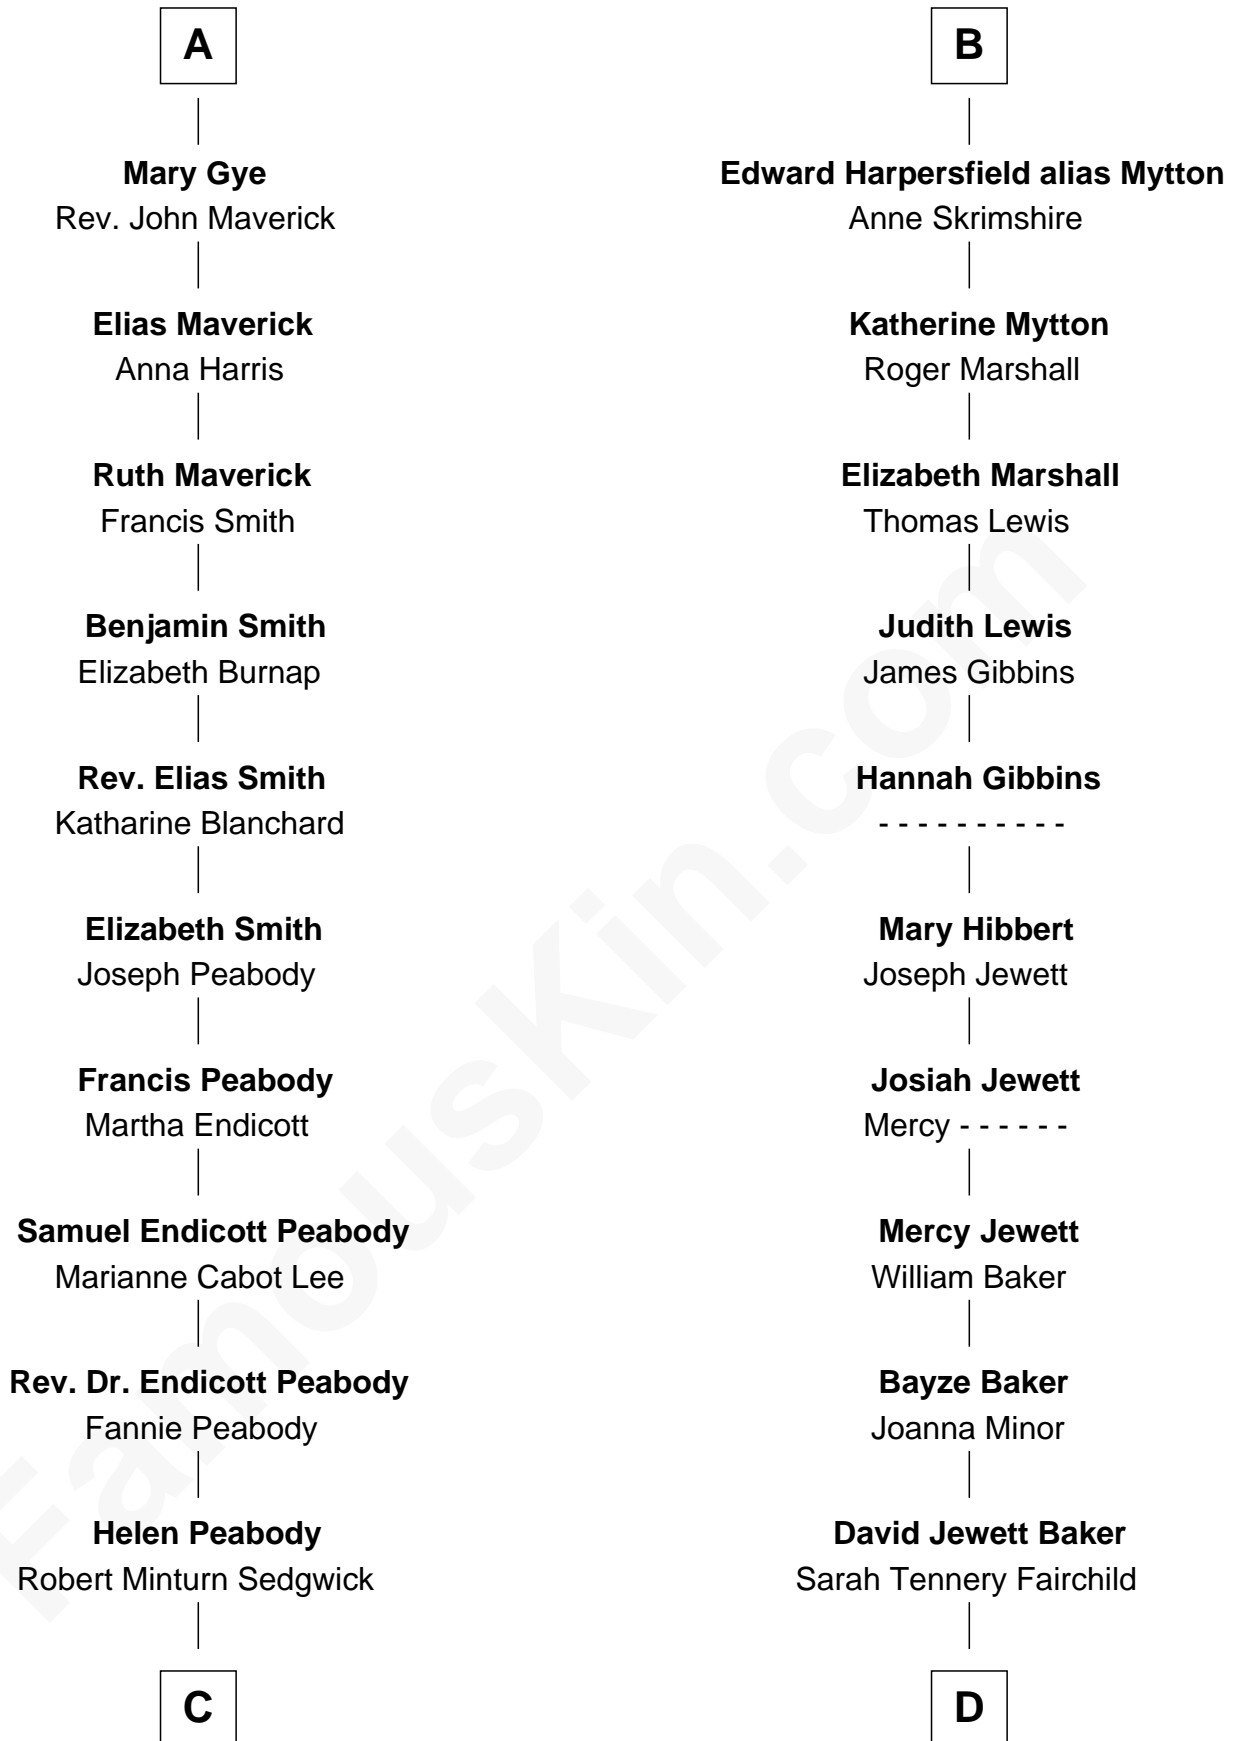 A
Mary Gye
Rev. John Maverick
Elias Maverick
Anna Harris
Ruth Maverick
Francis Smith
Benjamin Smith
Elizabeth Burnap
Rev. Elias Smith
Katharine Blanchard
Elizabeth Smith
Joseph Peabody
Francis Peabody
Martha Endicott
Samuel Endicott Peabody
Marianne Cabot Lee
Rev. Dr. Endicott Peabody
Fannie Peabody
Helen Peabody
Robert Minturn Sedgwick
C
B
Edward Harpersfield alias Mytton
Anne Skrimshire
Katherine Mytton
Roger Marshall
Elizabeth Marshall
Thomas Lewis
Judith Lewis
James Gibbins
Hannah Gibbins
- - - - - - - - - -
Mary Hibbert
Joseph Jewett
Josiah Jewett
Mercy - - - - - -
Mercy Jewett
William Baker
Bayze Baker
Joanna Minor
David Jewett Baker
Sarah Tennery Fairchild
D
FamousKin.com